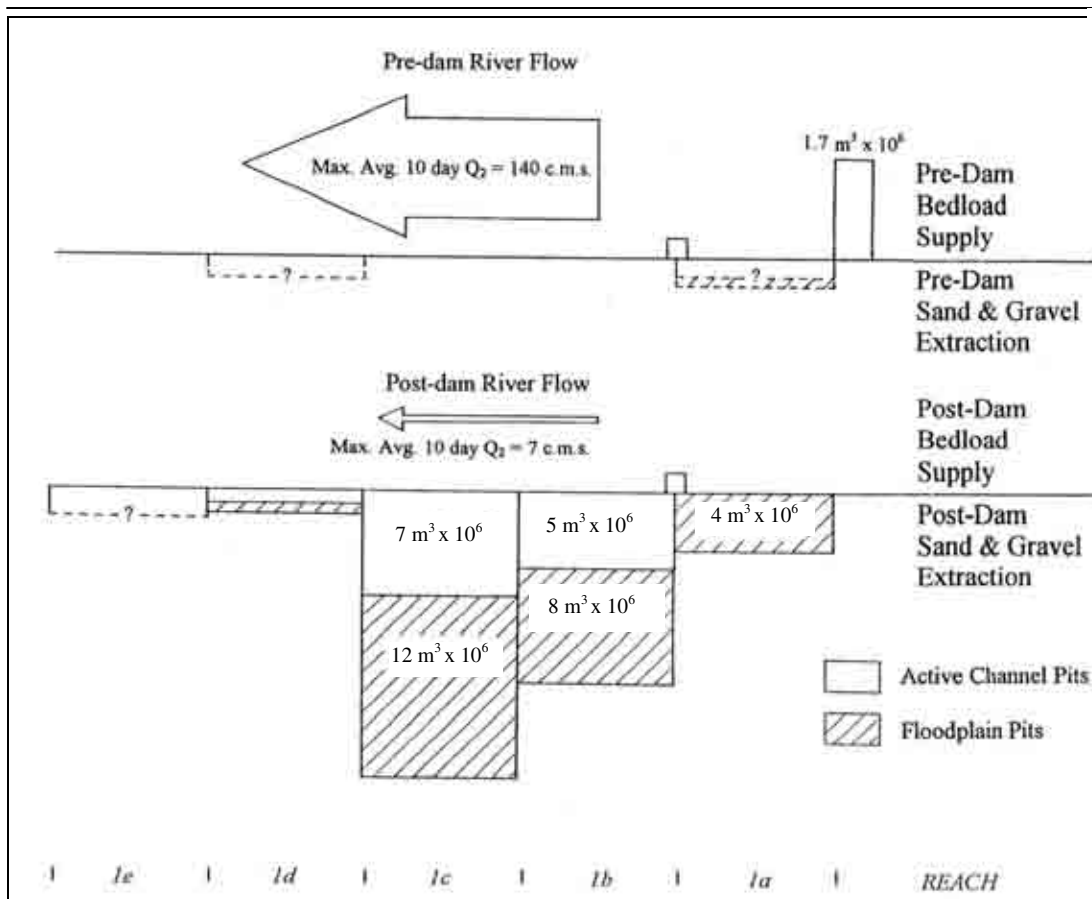 Pre-dam River Flow
Max. Avg. 10 day Q₂ = 140 c.m.s.
1.7 m³ x 10⁶
Pre-Dam
Bedload
Supply
?
?
Pre-Dam
Sand & Gravel
Extraction
Post-dam River Flow
Max. Avg. 10 day Q₂ = 7 c.m.s.
Post-Dam
Bedload
Supply
?
7 m³ x 10⁶
5 m³ x 10⁶
4 m³ x 10⁶
Post-Dam
Sand & Gravel
Extraction
8 m³ x 10⁶
12 m³ x 10⁶
Active Channel Pits
Floodplain Pits
1e 1d 1c 1b 1a REACH